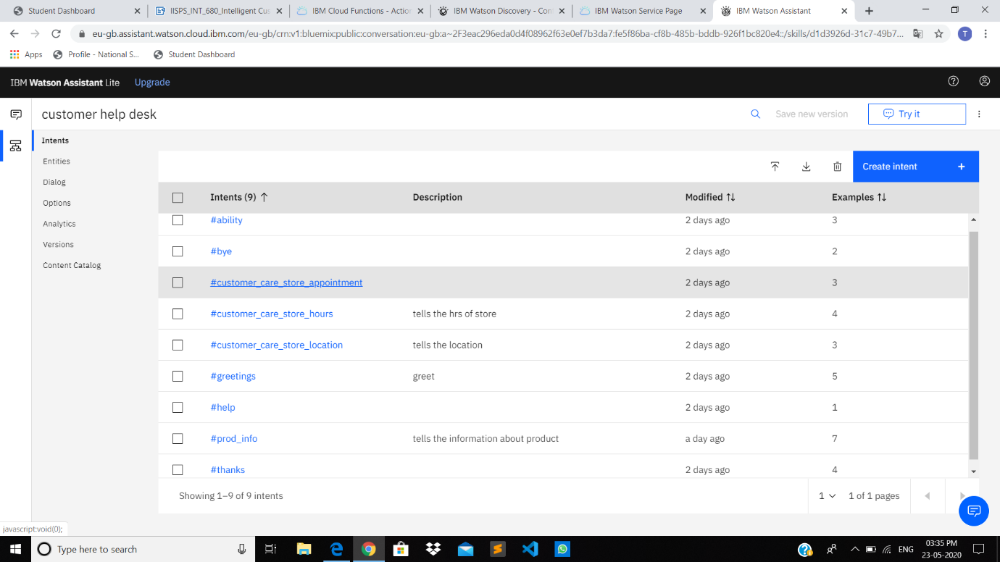 Student Dashboard
IISPS_INT_680_Intelligent Cus
IBM Cloud Functions - Action
IBM Watson Discovery - Con
IBM Watson Service Page
IBM Watson Assistant
eu-gb.assistant.watson.cloud.ibm.com/eu-gb/crn:v1:bluemix:public:conversation:eu-gb:a~2F3eac296eda0d4f08962f63e0ef7b3da7:fe5f86ba-cf8b-485b-bddb-926f1bc820e4::/skills/d1d3926d-31c7-49b7...
T
Apps Profile - National S... Student Dashboard
IBM Watson Assistant Lite Upgrade
customer help desk
Save new version
Try it
Intents
Entities
Dialog
Options
Analytics
Versions
Content Catalog
Create intent +
Intents (9) Description Modified Examples
#ability 2 days ago 3
#bye 2 days ago 2
#customer_care_store_appointment 2 days ago 3
#customer_care_store_hours tells the hrs of store 2 days ago 4
#customer_care_store_location tells the location 2 days ago 3
#greetings greet 2 days ago 5
#help 2 days ago 1
#prod_info tells the information about product a day ago 7
#thanks 2 days ago 4
Showing 1–9 of 9 intents 1 1 of 1 pages
javascript:void(0);
Type here to search
ENG
03:35 PM
23-05-2020